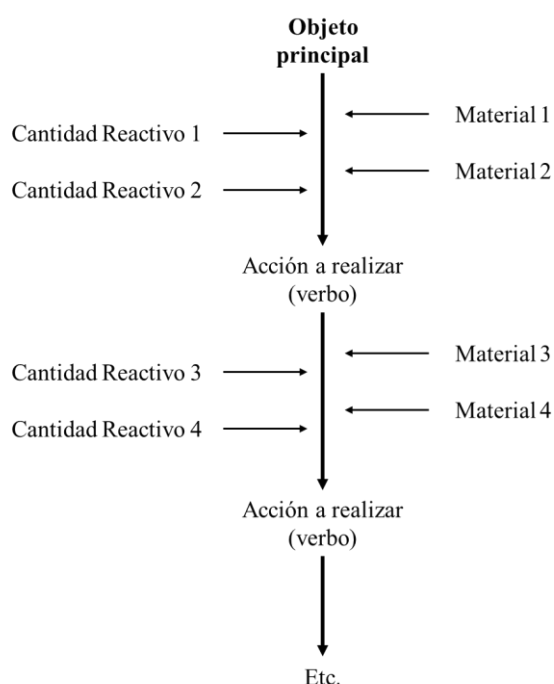 Objeto
principal
Material 1
Cantidad Reactivo 1
Material 2
Cantidad Reactivo 2
Acción a realizar
(verbo)
Material 3
Cantidad Reactivo 3
Material 4
Cantidad Reactivo 4
Acción a realizar
(verbo)
Etc.